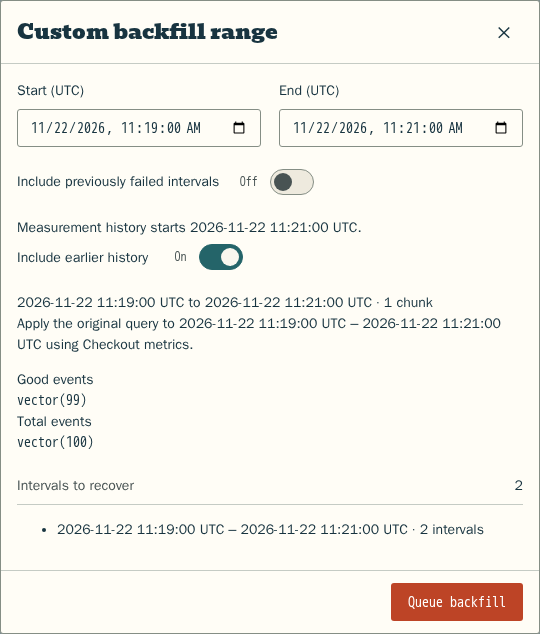 Custom backfill range
Start (UTC)
End (UTC)
11/22/2026, 11:19:00 AM
11/22/2026, 11:21:00 AM
Include previously failed intervals
Off
Measurement history starts 2026-11-22 11:21:00 UTC.
Include earlier history
On
2026-11-22 11:19:00 UTC to 2026-11-22 11:21:00 UTC · 1 chunk
Apply the original query to 2026-11-22 11:19:00 UTC – 2026-11-22 11:21:00
UTC using Checkout metrics.
Good events
vector(99)
Total events
vector(100)
Intervals to recover
2
• 2026-11-22 11:19:00 UTC – 2026-11-22 11:21:00 UTC · 2 intervals
Queue backfill